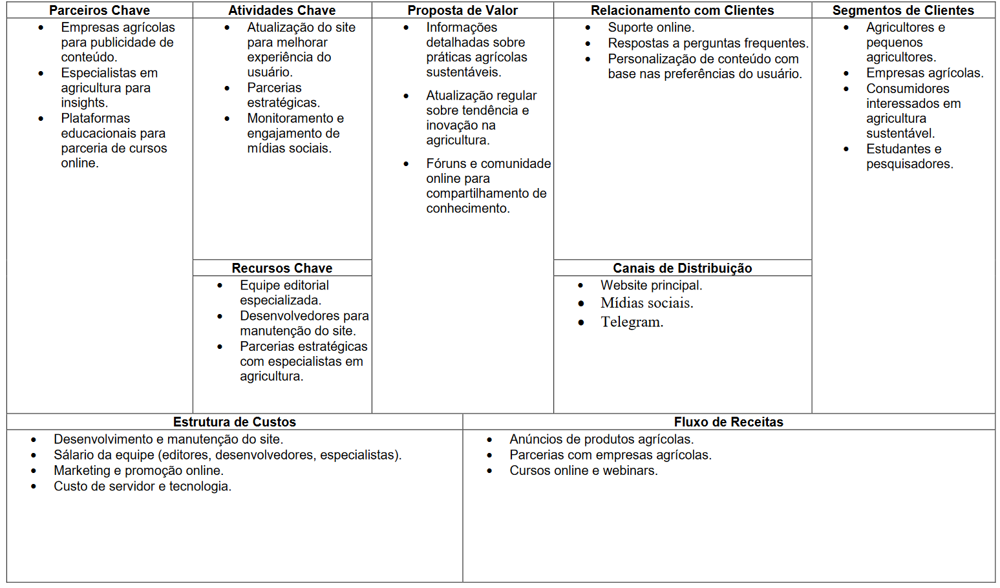 Parceiros Chave
Empresas agrícolas
para publicidade de
conteúdo.
Especialistas em
agricultura para
insights.
Plataformas
educacionais para
parceria de cursos
online.
Atividades Chave
Atualização do site
para melhorar
experiência do
usuário.
Parcerias
estratégicas.
Monitoramento e
engajamento de
mídias sociais.
Recursos Chave
Equipe editorial
especializada.
Desenvolvedores para
manutenção do site.
Parcerias estratégicas
com especialistas em
agricultura.
Proposta de Valor
Informações
detalhadas sobre
práticas agrícolas
sustentáveis.
Atualização regular
sobre tendência e
inovação na
agricultura.
Fóruns e comunidade
online para
compartilhamento de
conhecimento.
Relacionamento com Clientes
Suporte online.
Respostas a perguntas frequentes.
Personalização de conteúdo com
base nas preferências do usuário.
Canais de Distribuição
Website principal.
Mídias sociais.
Telegram.
Segmentos de Clientes
Agricultores e
pequenos
agricultores.
Empresas agrícolas.
Consumidores
interessados em
agricultura
sustentável.
Estudantes e
pesquisadores.
Estrutura de Custos
Desenvolvimento e manutenção do site.
Sálario da equipe (editores, desenvolvedores, especialistas).
Marketing e promoção online.
Custo de servidor e tecnologia.
Fluxo de Receitas
Anúncios de produtos agrícolas.
Parcerias com empresas agrícolas.
Cursos online e webinars.